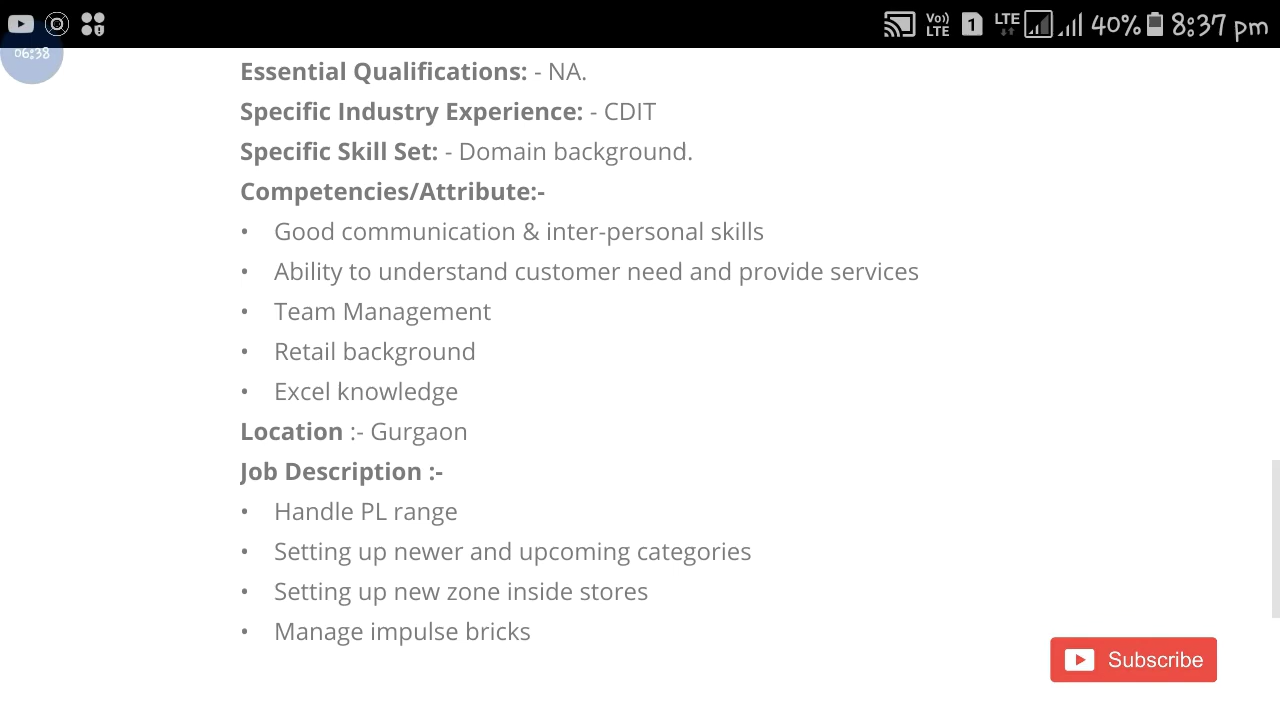 Vo))
LTE
1
LTE
40%
8:37 pm
06:38
Essential Qualifications: - NA.
Specific Industry Experience: - CDIT
Specific Skill Set: - Domain background.
Competencies/Attribute:-
• Good communication & inter-personal skills
• Ability to understand customer need and provide services
• Team Management
• Retail background
• Excel knowledge
Location :- Gurgaon
Job Description :-
• Handle PL range
• Setting up newer and upcoming categories
• Setting up new zone inside stores
• Manage impulse bricks
Subscribe